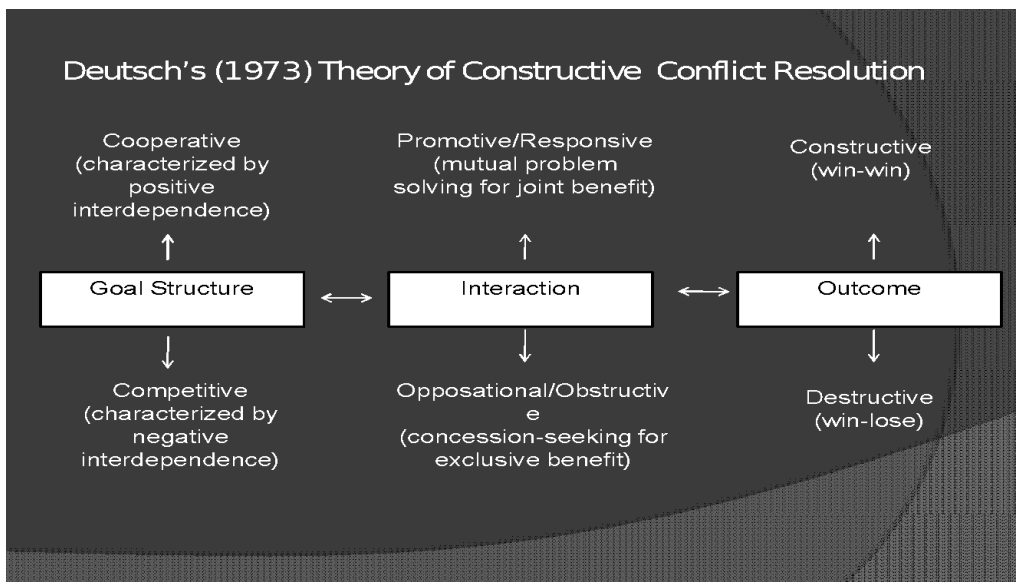 Deutsch's (1973) Theory of Constructive Conflict Resolution
Cooperative
(characterized by
positive
interdependence)
Promotive/Responsive
(mutual problem
solving for joint benefit)
Constructive
(win-win)
Goal Structure
Interaction
Outcome
Competitive
(characterized by
negative
interdependence)
Opposational/Obstructiv
e
(concession-seeking for
exclusive benefit)
Destructive
(win-lose)